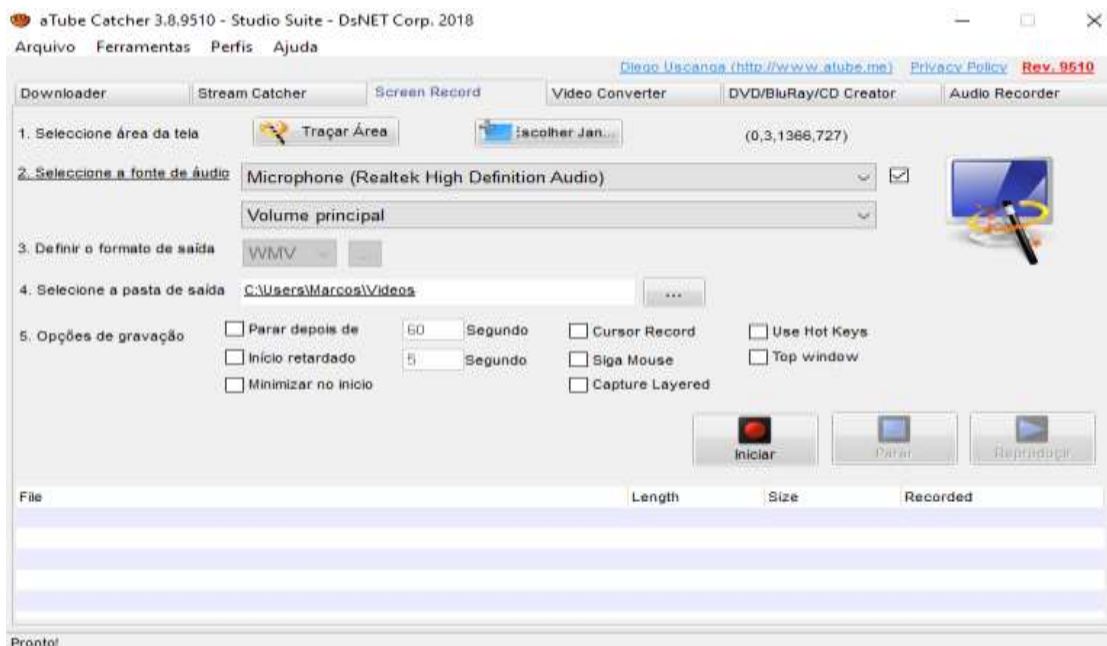 aTube Catcher 3.8.9510 - Studio Suite - DsNET Corp. 2018
Arquivo Ferramentas Perfis Ajuda
Diego Uscanga (http://www.atube.me) Privacy Policy Rev. 9510
Downloader Stream Catcher Screen Record Video Converter DVD/BluRay/CD Creator Audio Recorder
1. Seleccione área da tela Traçar Área Escolher Jan... (0,3,1366,727)
2. Seleccione a fonte de áudio Microphone (Realtek High Definition Audio)
Volume principal
3. Definir o formato de saída WMV ...
4. Selecione a pasta de saída C:\Users\Marcos\Videos ...
5. Opções de gravação Parar depois de 60 Segundo Cursor Record Use Hot Keys
Início retardado 5 Segundo Siga Mouse Top window
Minimizar no inicio Capture Layered
Iniciar Parar Reproduçir
File Length Size Recorded
Pronto!